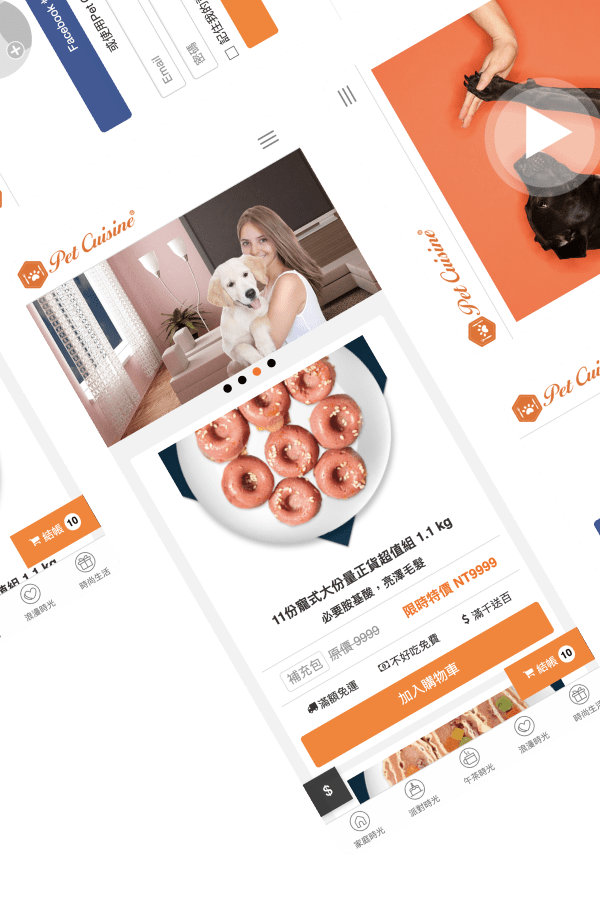 Facebook
或使用Pet
Email
密碼
記住我的
Pet Cuisine®
Pet Cuisine®
Pet Cui
11份寵式大份量正貨超值組 1.1 kg
必要胺基酸，亮澤毛髮
補充包 原價 9999 限時特價 NT9999
滿額免運 不好吃免費 $ 滿千送百
加入購物車
結帳 10
$
家庭時光 派對時光 午茶時光 浪漫時光 時尚生活
結帳 10
值組 1.1 kg
浪漫時光 時尚生活